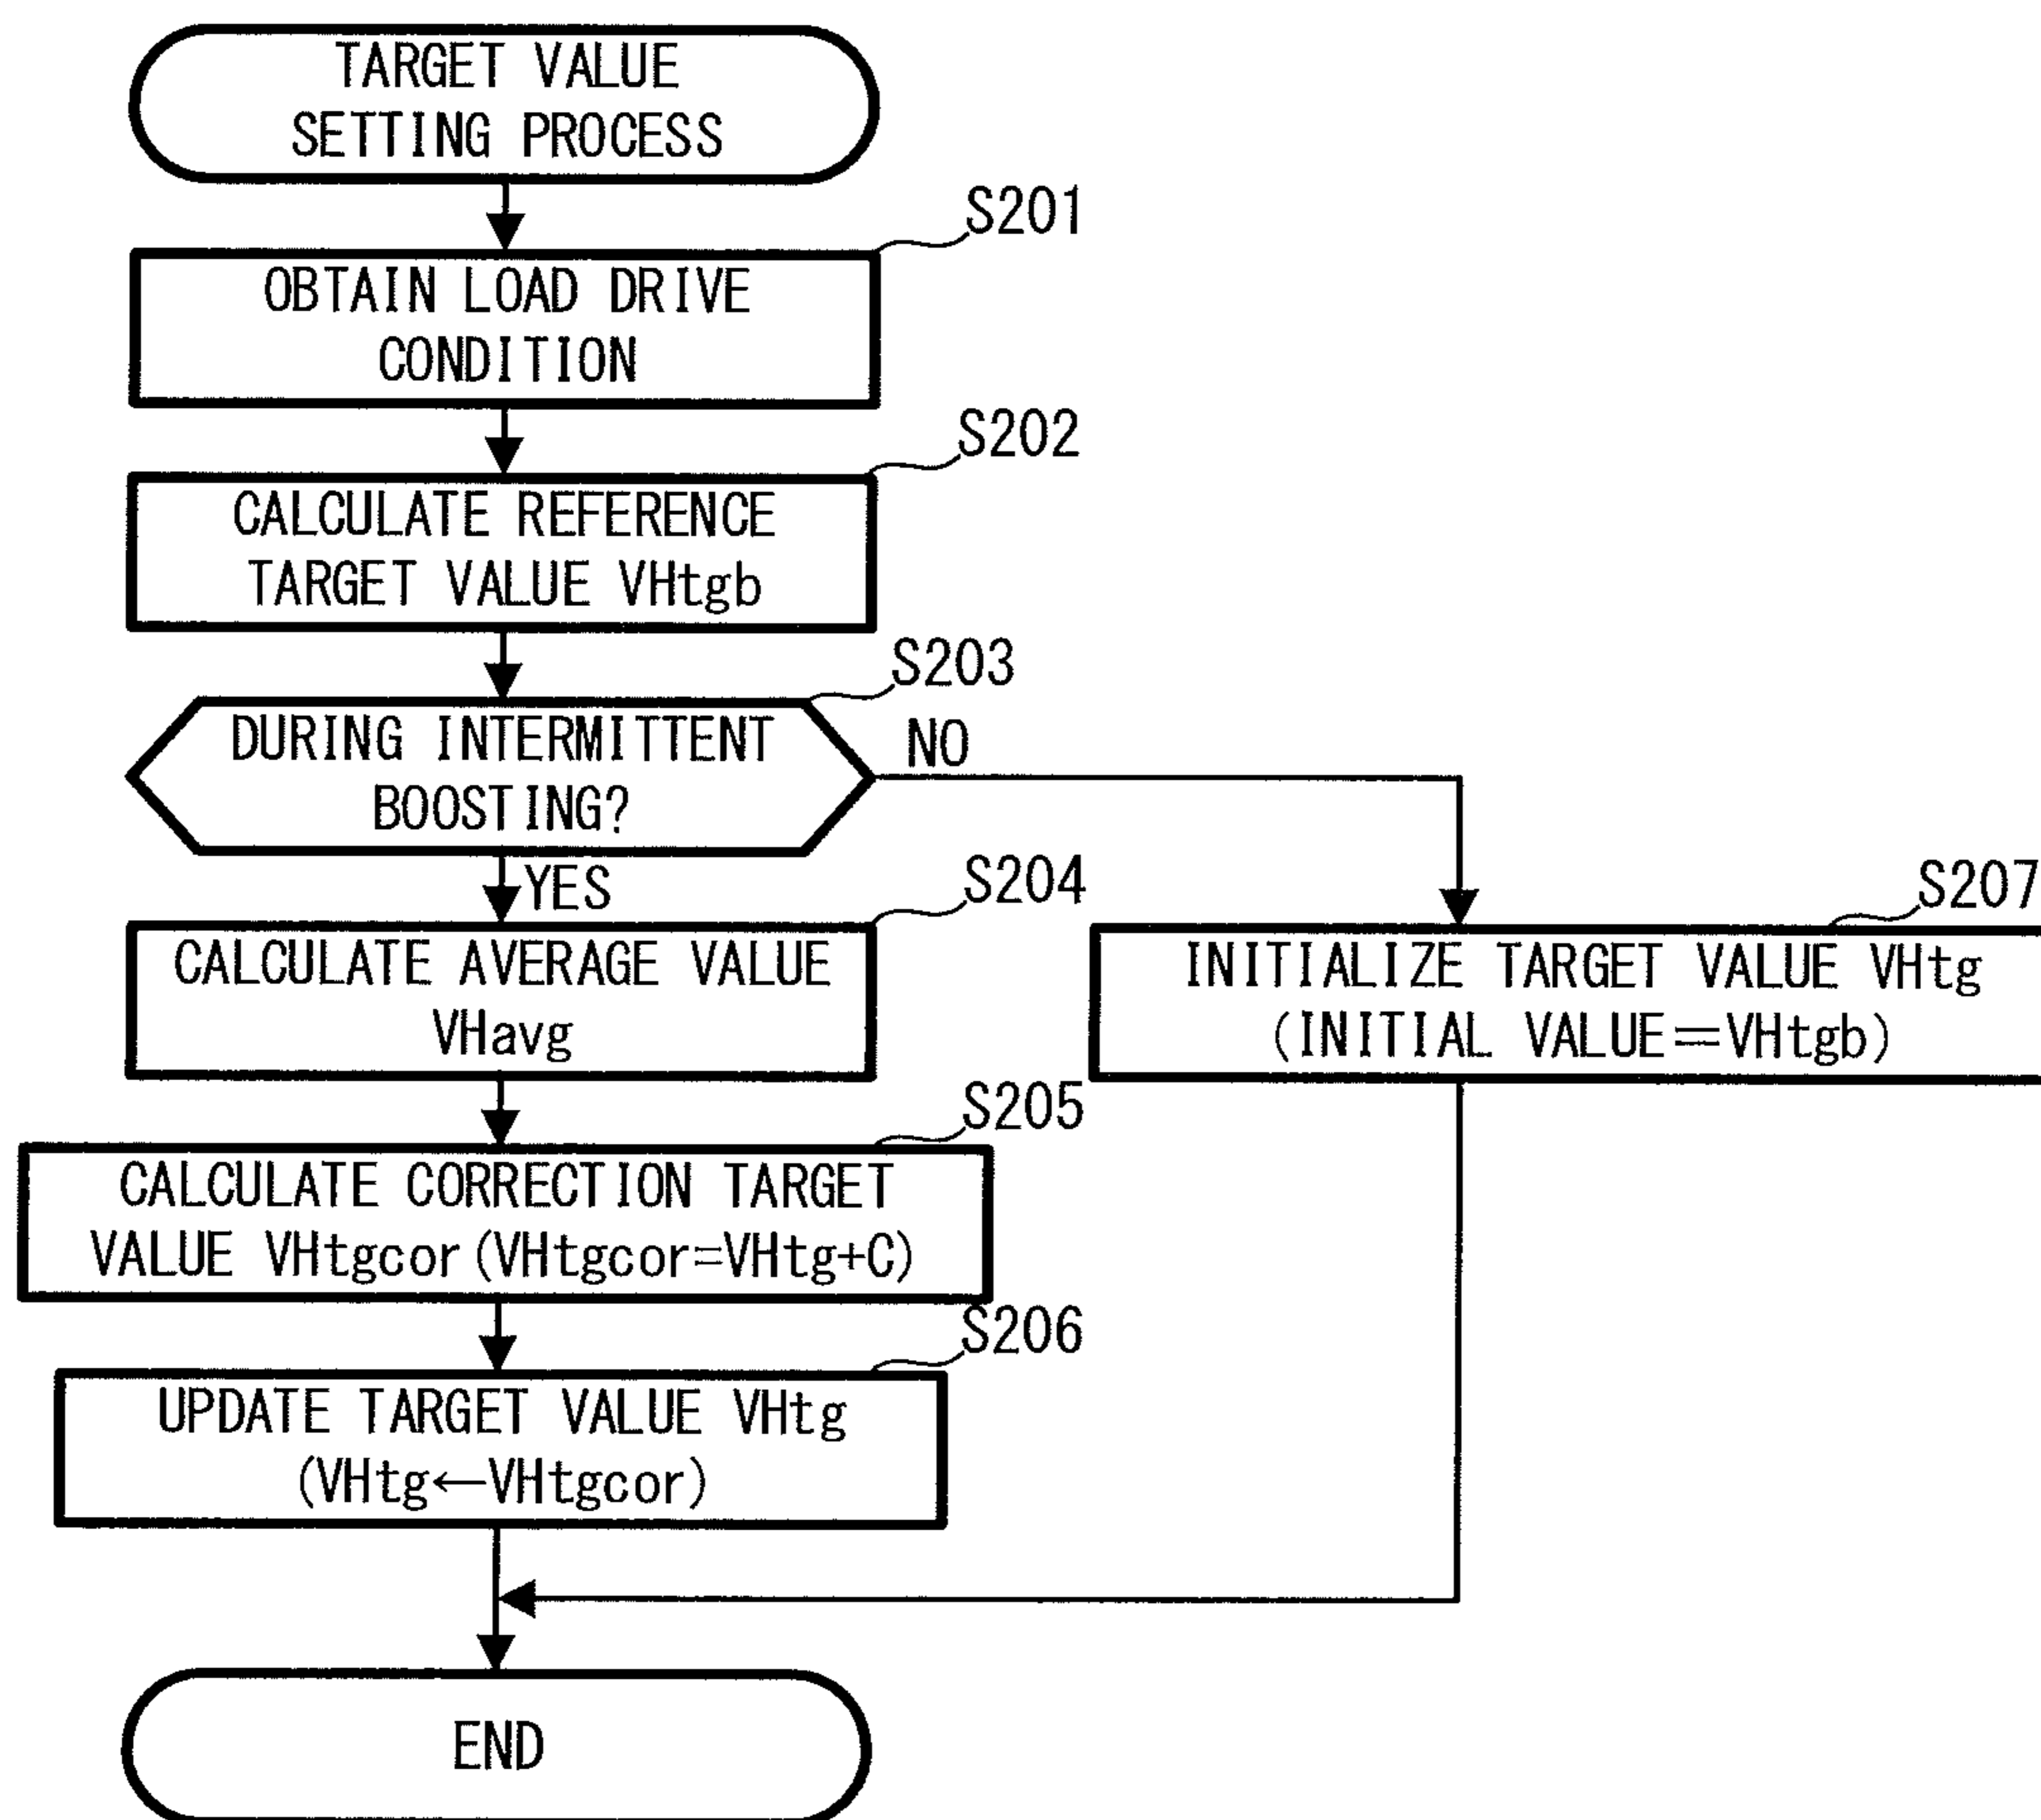 TARGET VALUE
SETTING PROCESS
S201
OBTAIN LOAD DRIVE
CONDITION
S202
CALCULATE REFERENCE
TARGET VALUE VHtgb
S203
DURING INTERMITTENT
BOOSTING?
NO
YES
S204
CALCULATE AVERAGE VALUE
VHavg
S207
INITIALIZE TARGET VALUE VHtg
(INITIAL VALUE=VHtgb)
S205
CALCULATE CORRECTION TARGET
VALUE VHtgcor(VHtgcor=VHtg+C)
S206
UPDATE TARGET VALUE VHtg
(VHtg←VHtgcor)
END